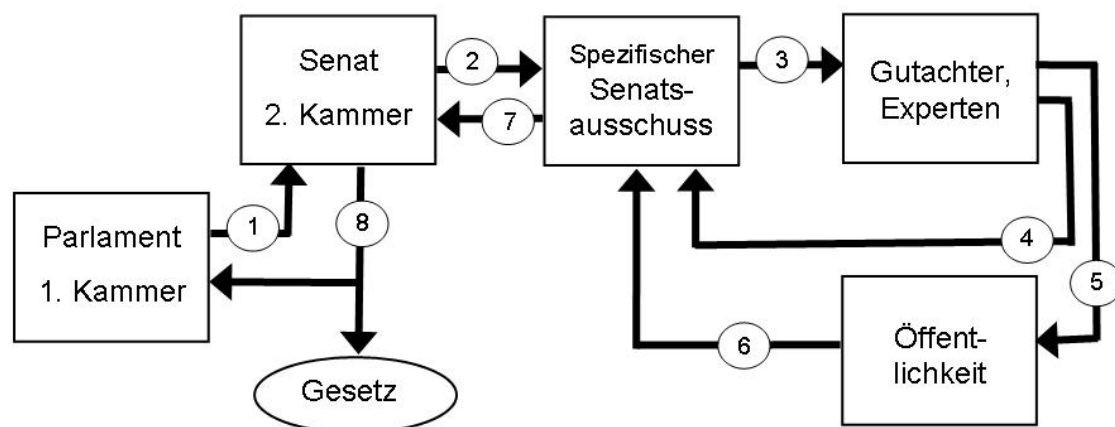 Senat
2. Kammer
2
7
Spezifischer
Senats-
ausschuss
3
Gutachter,
Experten
Parlament
1. Kammer
1
8
4
5
6
Öffent-
lichkeit
Gesetz